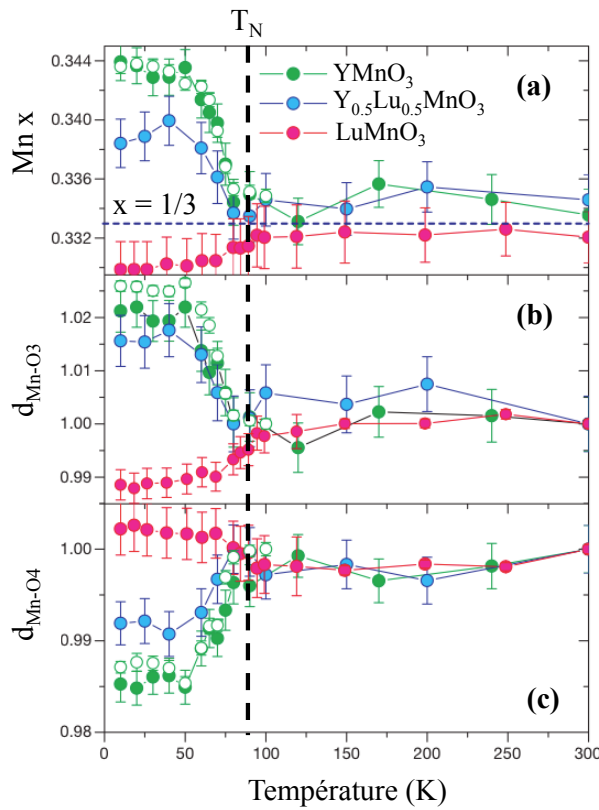 T_N
0.344
0.340
0.336
0.332
Mn x
(a)
YMnO₃
Y₀.₅Lu₀.₅MnO₃
LuMnO₃
x = 1/3
1.02
1.01
1.00
0.99
d_Mn-O3
(b)
1.00
0.99
0.98
d_Mn-O4
(c)
0 50 100 150 200 250 300
Température (K)